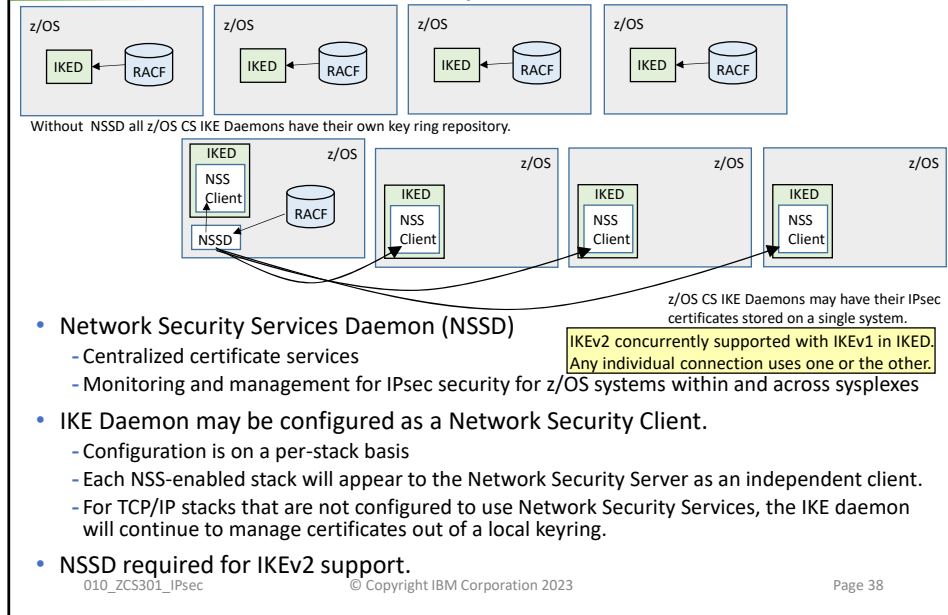 z/OS z/OS z/OS z/OS
IKED RACF IKED RACF IKED RACF IKED RACF
Without NSSD all z/OS CS IKE Daemons have their own key ring repository.
IKED z/OS z/OS z/OS z/OS
NSS Client RACF IKED IKED IKED
NSSD NSS Client NSS Client NSS Client
z/OS CS IKE Daemons may have their IPsec
certificates stored on a single system.
• Network Security Services Daemon (NSSD)
IKEv2 concurrently supported with IKEv1 in IKED.
Any individual connection uses one or the other.
- Centralized certificate services
- Monitoring and management for IPsec security for z/OS systems within and across sysplexes
• IKE Daemon may be configured as a Network Security Client.
- Configuration is on a per-stack basis
- Each NSS-enabled stack will appear to the Network Security Server as an independent client.
- For TCP/IP stacks that are not configured to use Network Security Services, the IKE daemon
will continue to manage certificates out of a local keyring.
• NSSD required for IKEv2 support.
010_ZCS301_IPsec © Copyright IBM Corporation 2023 Page 38